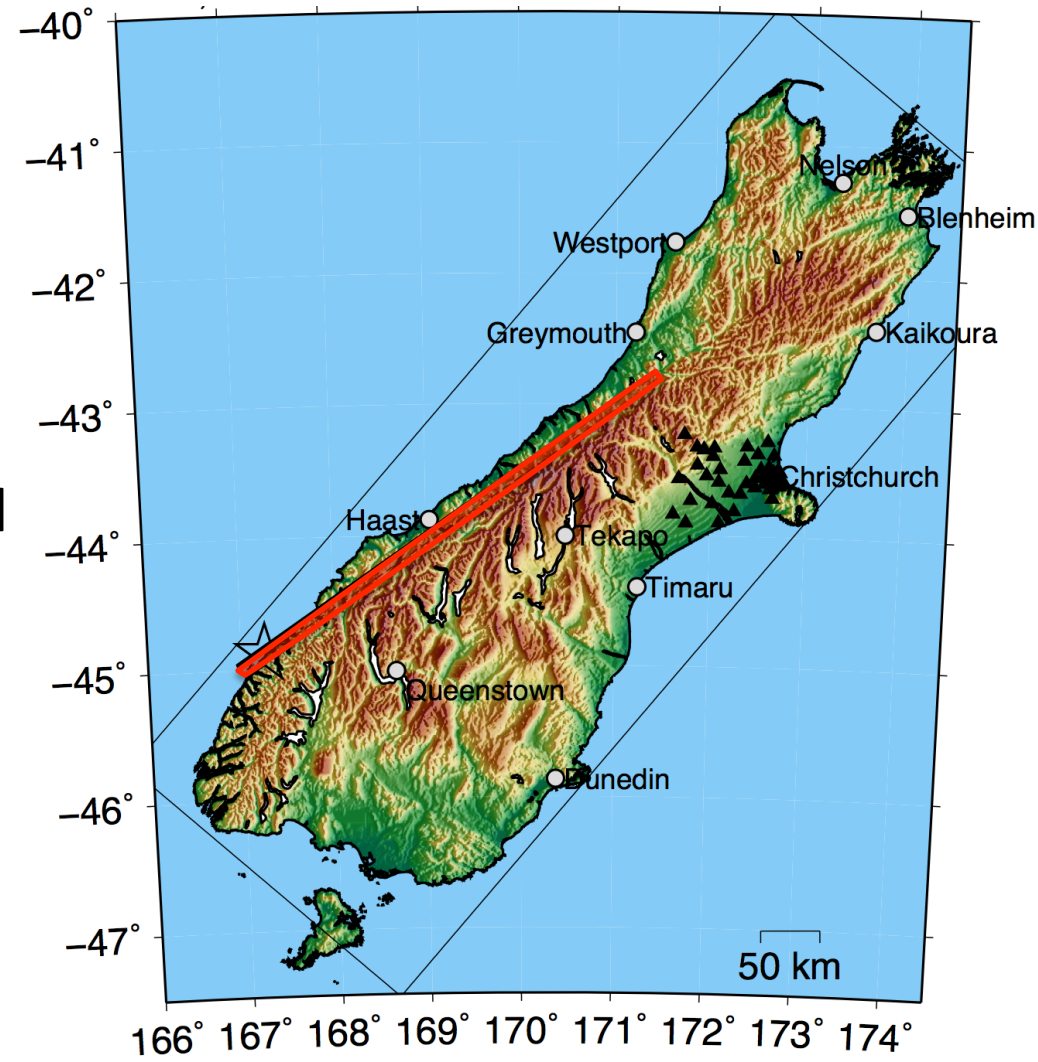 −40°
−41°
Nelson
Blenheim
Westport
−42°
Greymouth
Kaikoura
−43°
Christchurch
Haast
Tekapo
−44°
Timaru
−45°
Queenstown
Dunedin
−46°
−47°
50 km
166° 167° 168° 169° 170° 171° 172° 173° 174°